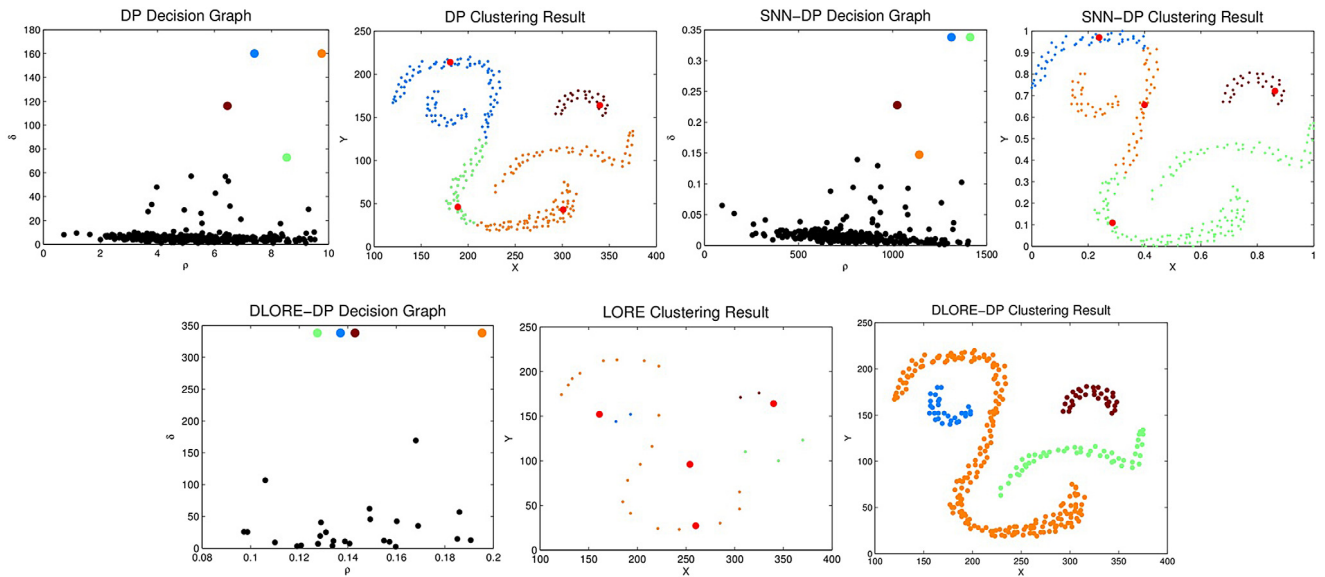 DP Decision Graph
180
160
140
120
100
80
60
40
20
0
δ
0 2 4 6 8 10
ρ
DP Clustering Result
250
200
150
100
50
0
Y
100 150 200 250 300 350 400
X
SNN-DP Decision Graph
0.35
0.3
0.25
0.2
0.15
0.1
0.05
0
δ
0 500 1000 1500
ρ
SNN-DP Clustering Result
1
0.9
0.8
0.7
0.6
0.5
0.4
0.3
0.2
0.1
0
Y
0 0.2 0.4 0.6 0.8 1
X
DLORE-DP Decision Graph
350
300
250
200
150
100
50
0
δ
0.08 0.1 0.12 0.14 0.16 0.18 0.2
ρ
LORE Clustering Result
250
200
150
100
50
0
Y
100 150 200 250 300 350 400
X
DLORE-DP Clustering Result
250
200
150
100
50
0
Y
100 150 200 250 300 350 400
X